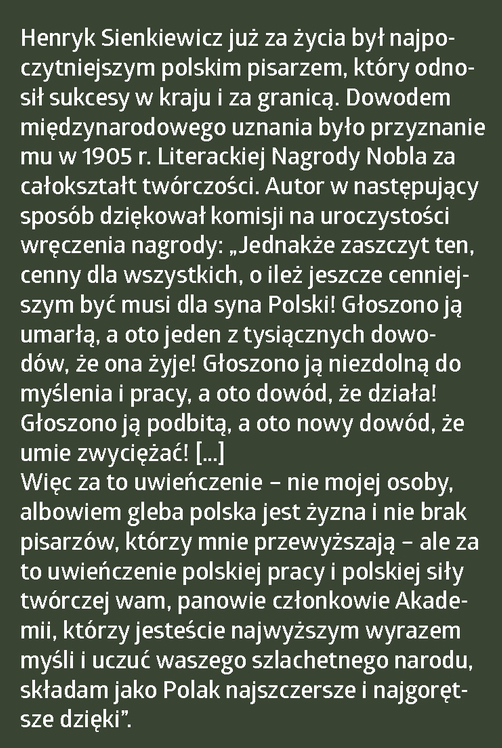 Henryk Sienkiewicz już za życia był najpo-
czytniejszym polskim pisarzem, który odno-
sił sukcesy w kraju i za granicą. Dowodem
międzynarodowego uznania było przyznanie
mu w 1905 r. Literackiej Nagrody Nobla za
całokształt twórczości. Autor w następujący
sposób dziękował komisji na uroczystości
wręczenia nagrody: „Jednakże zaszczyt ten,
cenny dla wszystkich, o ileż jeszcze cenniej-
szym być musi dla syna Polski! Głoszono ją
umarłą, a oto jeden z tysiącznych dowo-
dów, że ona żyje! Głoszono ją niezdolną do
myślenia i pracy, a oto dowód, że działa!
Głoszono ją podbitą, a oto nowy dowód, że
umie zwyciężać! [...]
Więc za to uwieńczenie – nie mojej osoby,
albowiem gleba polska jest żyzna i nie brak
pisarzów, którzy mnie przewyższają – ale za
to uwieńczenie polskiej pracy i polskiej siły
twórczej wam, panowie członkowie Akade-
mii, którzy jesteście najwyższym wyrazem
myśli i uczuć waszego szlachetnego narodu,
składam jako Polak najszczersze i najgoręt-
sze dzięki”.